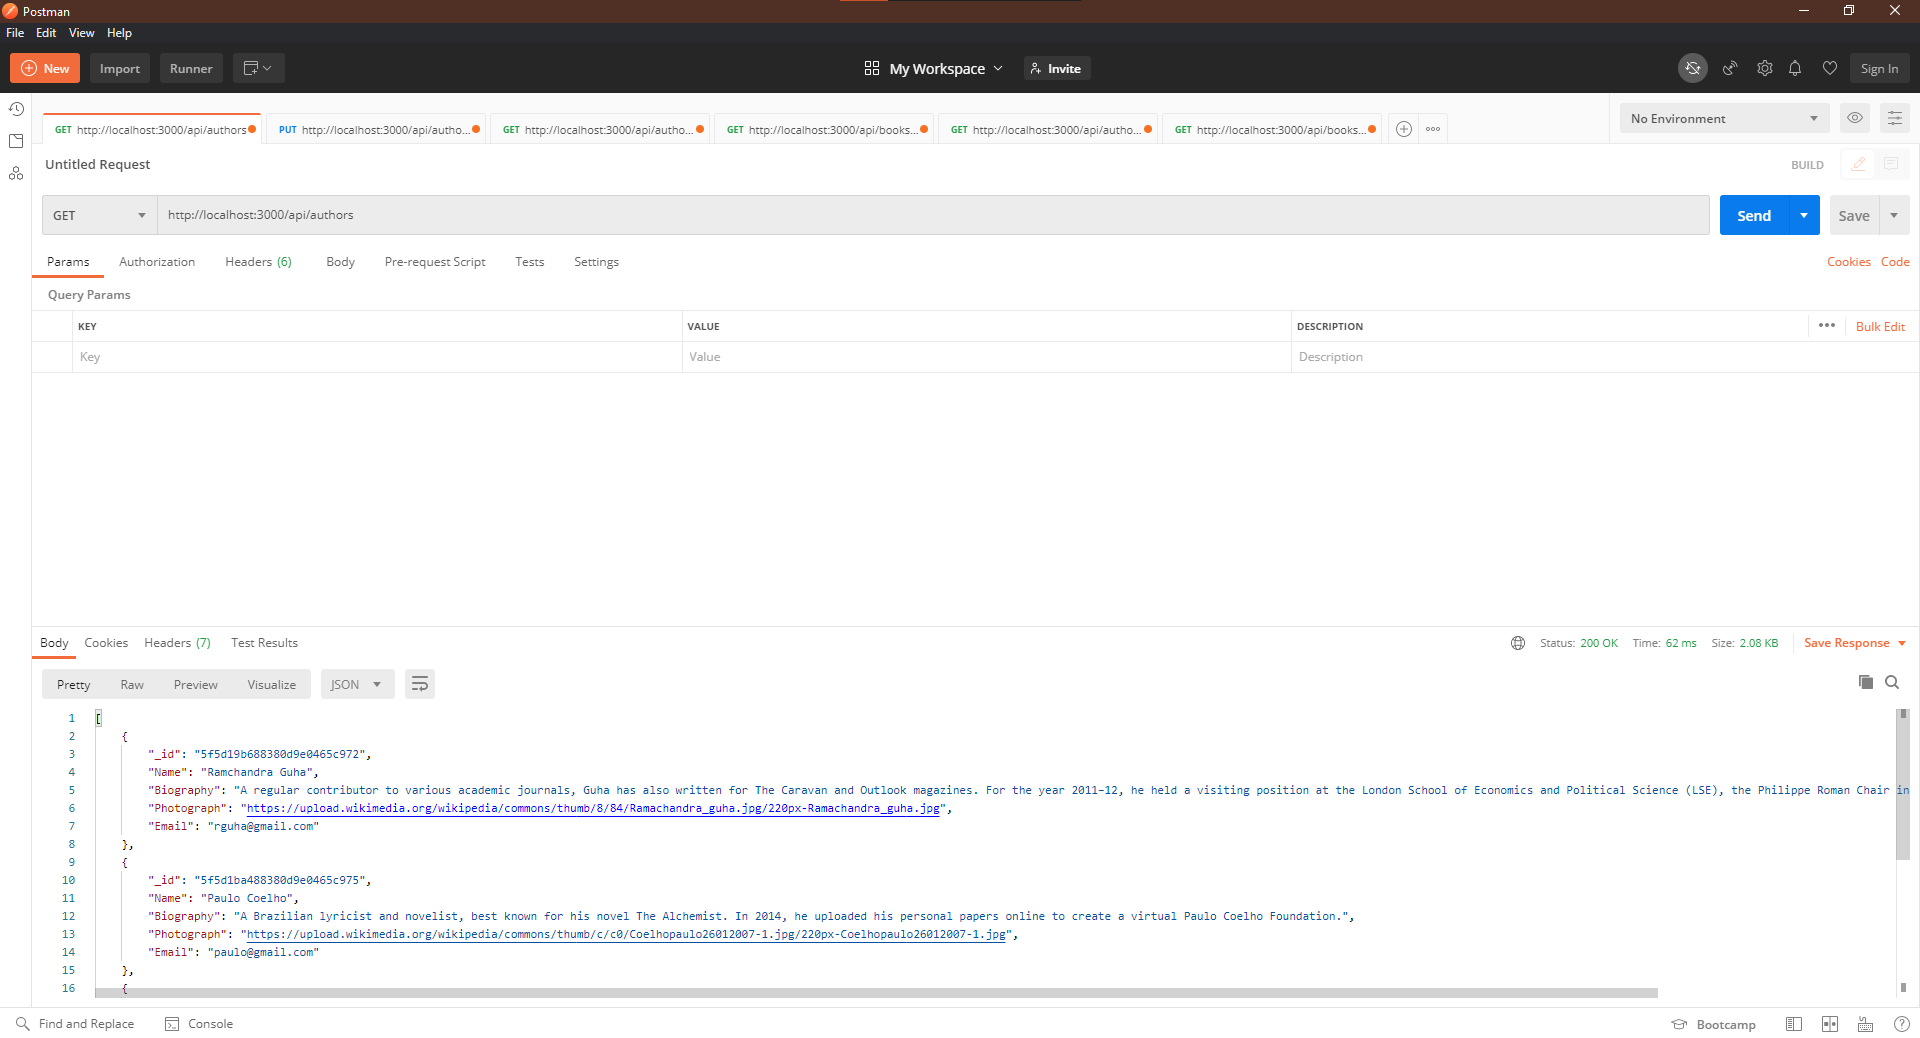 Postman
File Edit View Help
New Import Runner My Workspace Invite Sign In
GET http://localhost:3000/api/authors PUT http://localhost:3000/api/autho... GET http://localhost:3000/api/autho... GET http://localhost:3000/api/books... GET http://localhost:3000/api/autho... GET http://localhost:3000/api/books... No Environment
Untitled Request BUILD
GET http://localhost:3000/api/authors Send Save
Params Authorization Headers (6) Body Pre-request Script Tests Settings Cookies Code
Query Params
KEY VALUE DESCRIPTION Bulk Edit
Key Value Description
Body Cookies Headers (7) Test Results Status: 200 OK Time: 62 ms Size: 2.08 KB Save Response
Pretty Raw Preview Visualize JSON
1 [
2 {
3 "_id": "5f5d19b688380d9e0465c972",
4 "Name": "Ramchandra Guha",
5 "Biography": "A regular contributor to various academic journals, Guha has also written for The Caravan and Outlook magazines. For the year 2011–12, he held a visiting position at the London School of Economics and Political Science (LSE), the Philippe Roman Chair in
6 "Photograph": "https://upload.wikimedia.org/wikipedia/commons/thumb/8/84/Ramachandra_guha.jpg/220px-Ramachandra_guha.jpg",
7 "Email": "rguha@gmail.com"
8 },
9 {
10 "_id": "5f5d1ba488380d9e0465c975",
11 "Name": "Paulo Coelho",
12 "Biography": "A Brazilian lyricist and novelist, best known for his novel The Alchemist. In 2014, he uploaded his personal papers online to create a virtual Paulo Coelho Foundation.",
13 "Photograph": "https://upload.wikimedia.org/wikipedia/commons/thumb/c/c0/Coelhopaulo26012007-1.jpg/220px-Coelhopaulo26012007-1.jpg",
14 "Email": "paulo@gmail.com"
15 },
16 {
Find and Replace Console Bootcamp